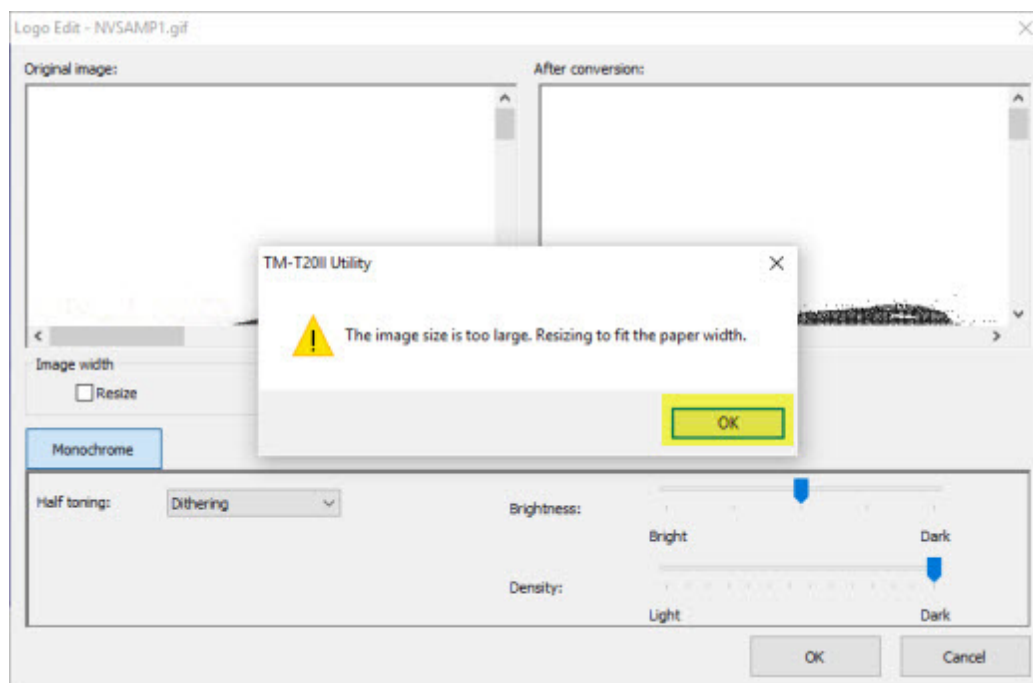 Logo Edit - NVSAMP1.gif
Original image:
After conversion:
TM-T20II Utility
The image size is too large. Resizing to fit the paper width.
OK
Image width
Resize
Monochrome
Half toning:
Dithering
Brightness:
Bright Dark
Density:
Light Dark
OK Cancel